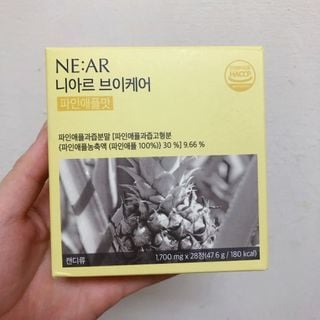 NE:AR
니아르 브이케어
파인애플맛
HACCP
파인애플과즙분말 [파인애플과즙고형분
{파인애플농축액 (파인애플 100%)} 30 %] 9.66 %
캔디류
1,700 mg x 28정(47.6 g / 180 kcal)